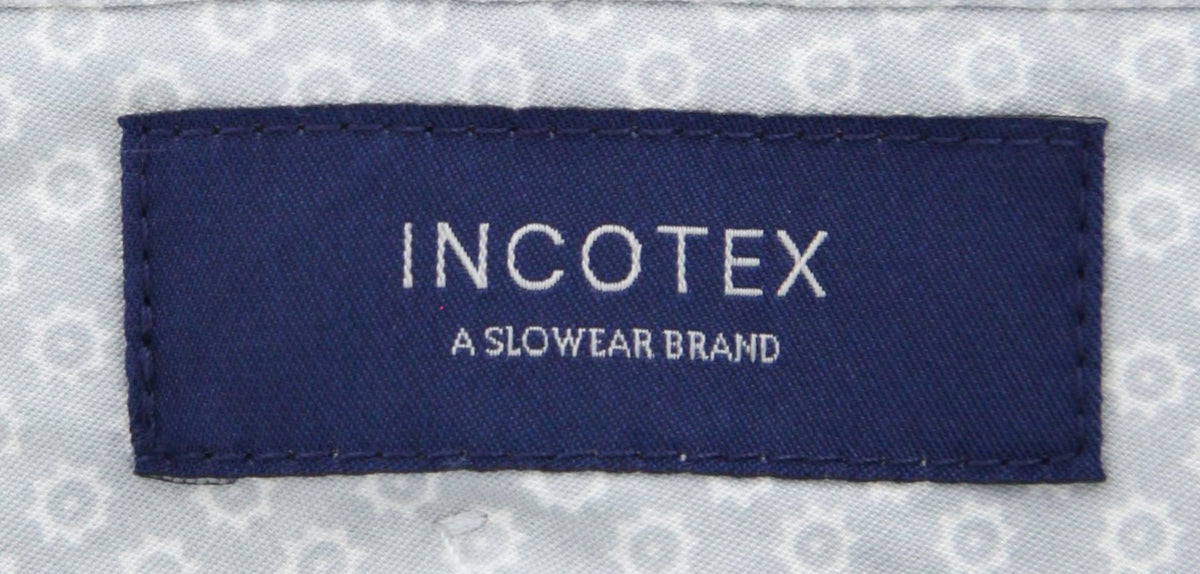 INCOTEX
A SLOWEAR BRAND